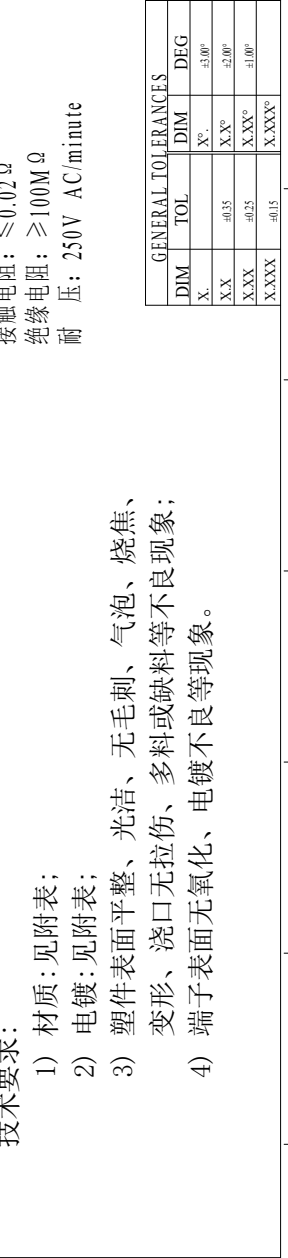 技术要求:
1) 材质:见附表;
2) 电镀:见附表;
3) 塑件表面平整、光洁、无毛刺、气泡、烧焦、
变形、浇口无拉伤、多料或缺料等不良现象;
4) 端子表面无氧化、电镀不良等现象。
接触电阻: ≤0.02Ω
绝缘电阻: ≥100MΩ
耐 压: 250V AC/minute
GENERAL TOLERANCES
DIM TOL DIM DEG
X. X°. ±3.00°
X.X ±0.35 X.X° ±2.00°
X.XX ±0.25 X.XX° ±1.00°
X.XXX ±0.15 X.XXX°